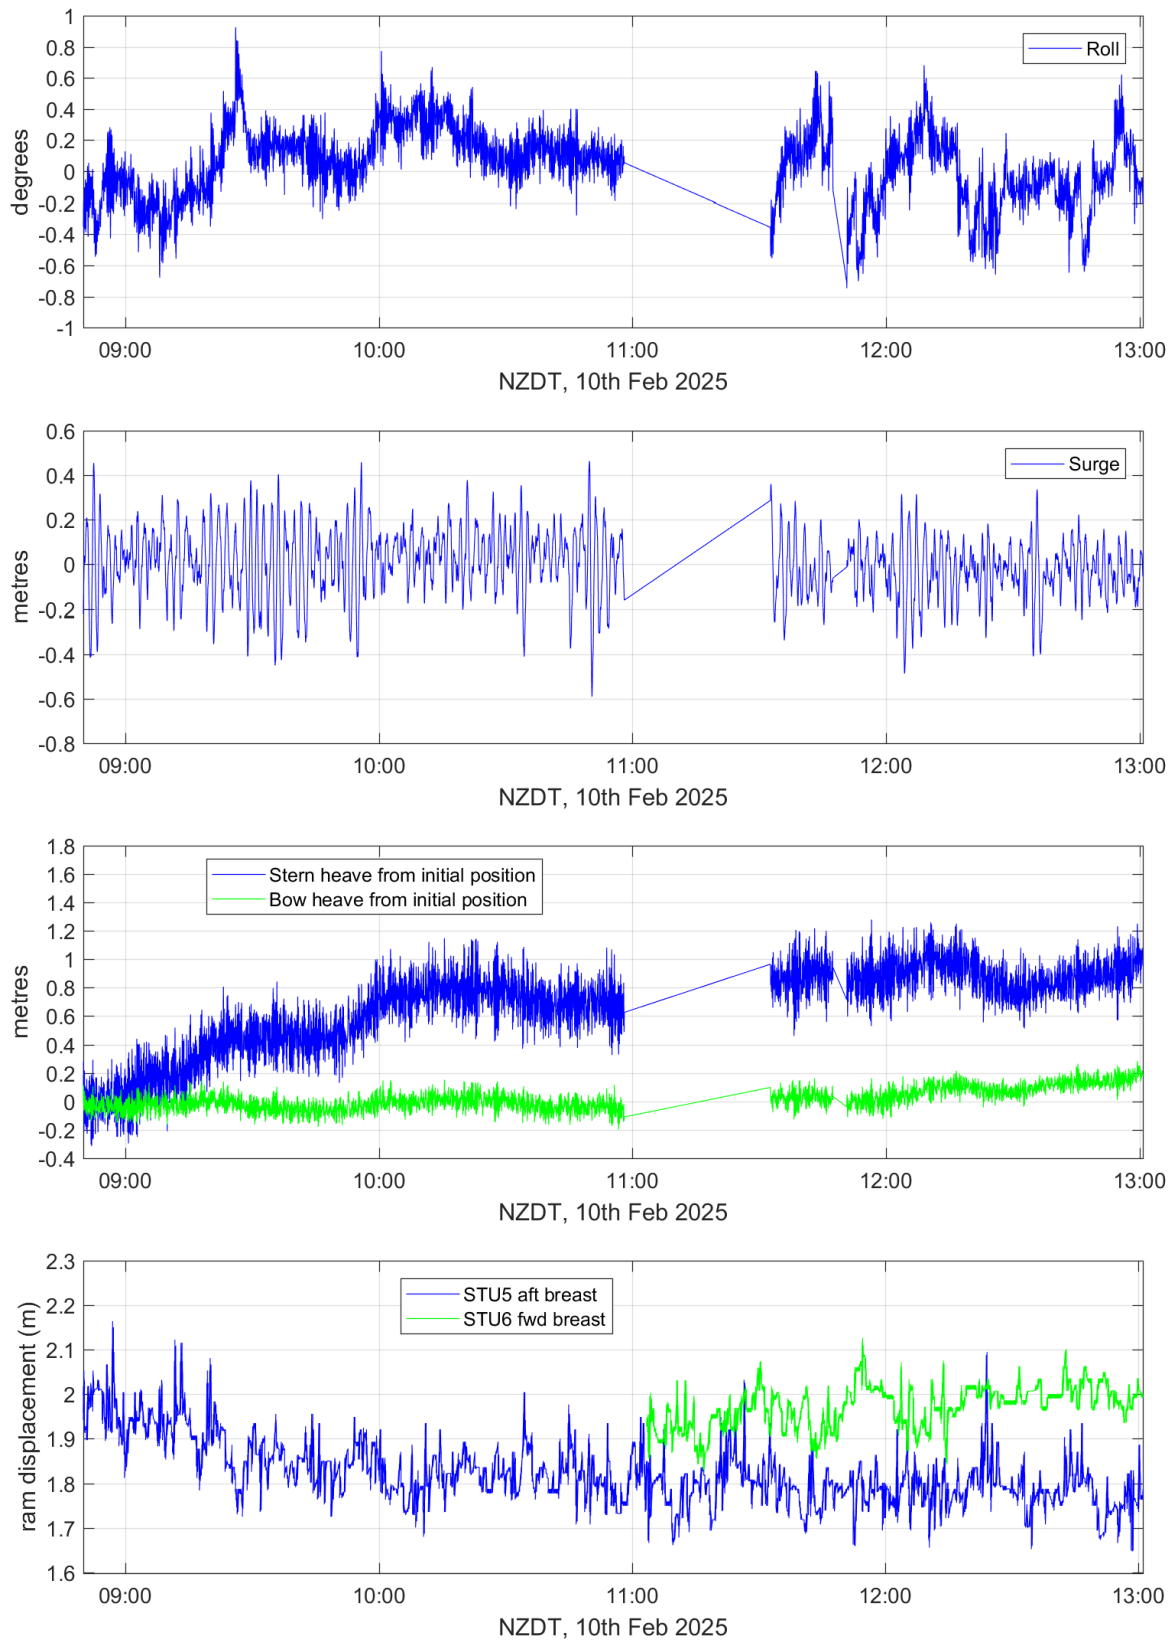 1
0.8
0.6
0.4
0.2
0
-0.2
-0.4
-0.6
-0.8
-1
degrees
Roll
09:00 10:00 11:00 12:00 13:00
NZDT, 10th Feb 2025
0.6
0.4
0.2
0
-0.2
-0.4
-0.6
-0.8
metres
Surge
09:00 10:00 11:00 12:00 13:00
NZDT, 10th Feb 2025
1.8
1.6
1.4
1.2
1
0.8
0.6
0.4
0.2
0
-0.2
-0.4
metres
Stern heave from initial position
Bow heave from initial position
09:00 10:00 11:00 12:00 13:00
NZDT, 10th Feb 2025
2.3
2.2
2.1
2
1.9
1.8
1.7
1.6
ram displacement (m)
STU5 aft breast
STU6 fwd breast
09:00 10:00 11:00 12:00 13:00
NZDT, 10th Feb 2025